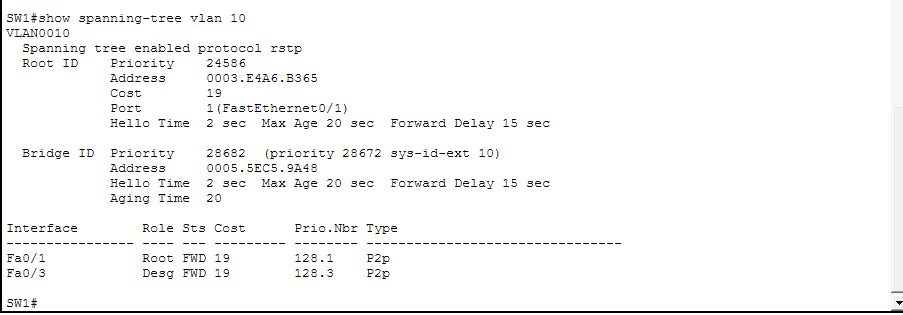 SW1#show spanning-tree vlan 10
VLAN0010
  Spanning tree enabled protocol rstp
  Root ID    Priority    24586
             Address     0003.E4A6.B365
             Cost        19
             Port        1(FastEthernet0/1)
             Hello Time  2 sec  Max Age 20 sec  Forward Delay 15 sec

  Bridge ID  Priority    28682  (priority 28672 sys-id-ext 10)
             Address     0005.5EC5.9A48
             Hello Time  2 sec  Max Age 20 sec  Forward Delay 15 sec
             Aging Time  20

Interface        Role Sts Cost      Prio.Nbr Type
---------------- ---- --- --------- -------- --------------------------------
Fa0/1            Root FWD 19        128.1    P2p
Fa0/3            Desg FWD 19        128.3    P2p

SW1#